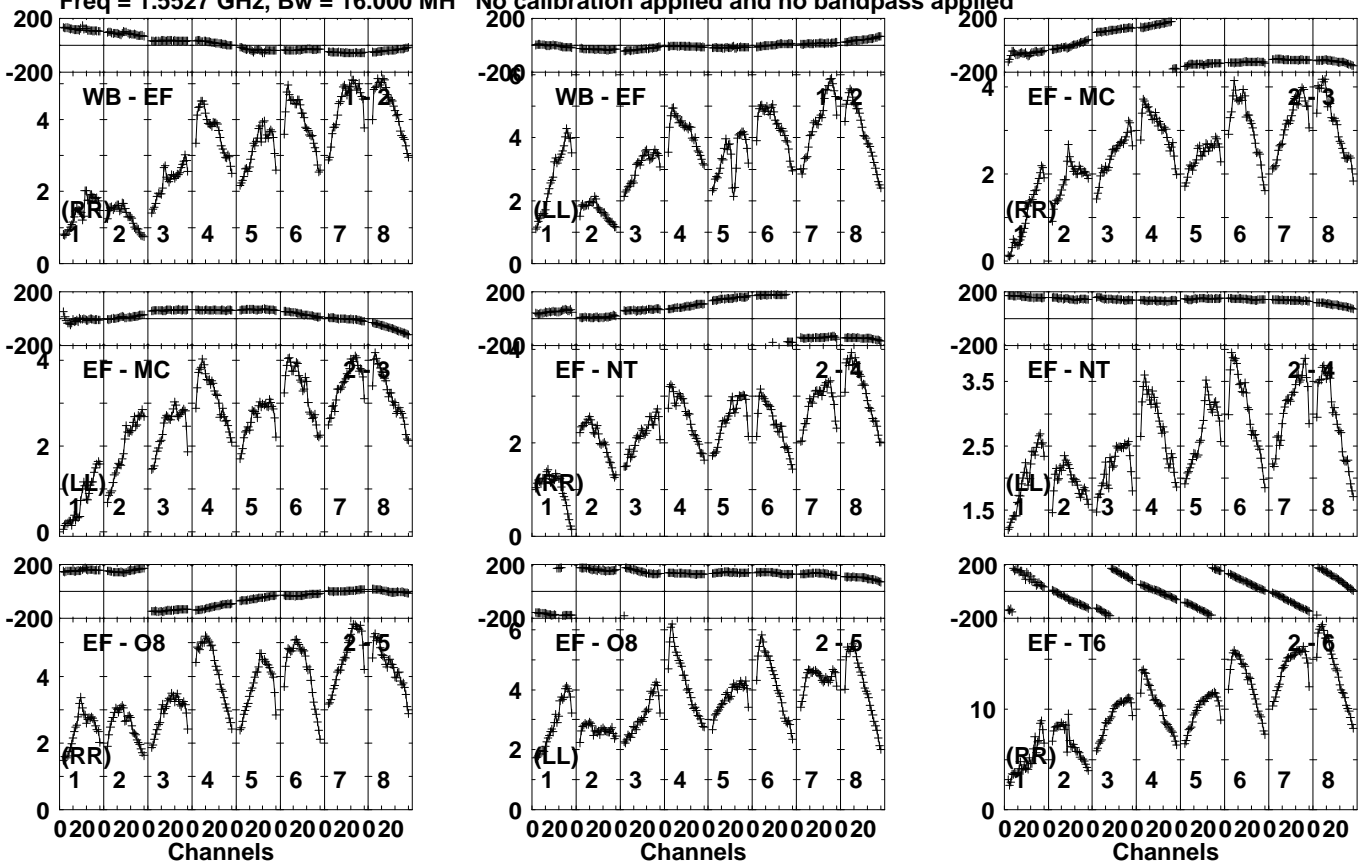 Freq = 1.5527 GHz, Bw = 16.000 MH No calibration applied and no bandpass applied
200
-200
WB - EF
1 - 2
4
2
0
(RR)
1 2 3 4 5 6 7 8
200
-200
6
WB - EF
1 - 2
4
2
0
(LL)
1 2 3 4 5 6 7 8
200
-200
EF - MC
2 - 3
4
2
0
(RR)
1 2 3 4 5 6 7 8
200
-200
EF - MC
2 - 3
4
2
0
(LL)
1 2 3 4 5 6 7 8
200
-200
4
EF - NT
2 - 4
2
0
(RR)
1 2 3 4 5 6 7 8
200
-200
EF - NT
2 - 4
3.5
2.5
1.5
(LL)
1 2 3 4 5 6 7 8
200
-200
EF - O8
2 - 5
4
2
0
(RR)
1 2 3 4 5 6 7 8
020020020020020020020020
Channels
200
-200
6
EF - O8
2 - 5
4
2
0
(LL)
1 2 3 4 5 6 7 8
020020020020020020020020
Channels
200
-200
EF - T6
2 - 6
10
0
(RR)
1 2 3 4 5 6 7 8
020020020020020020020020
Channels